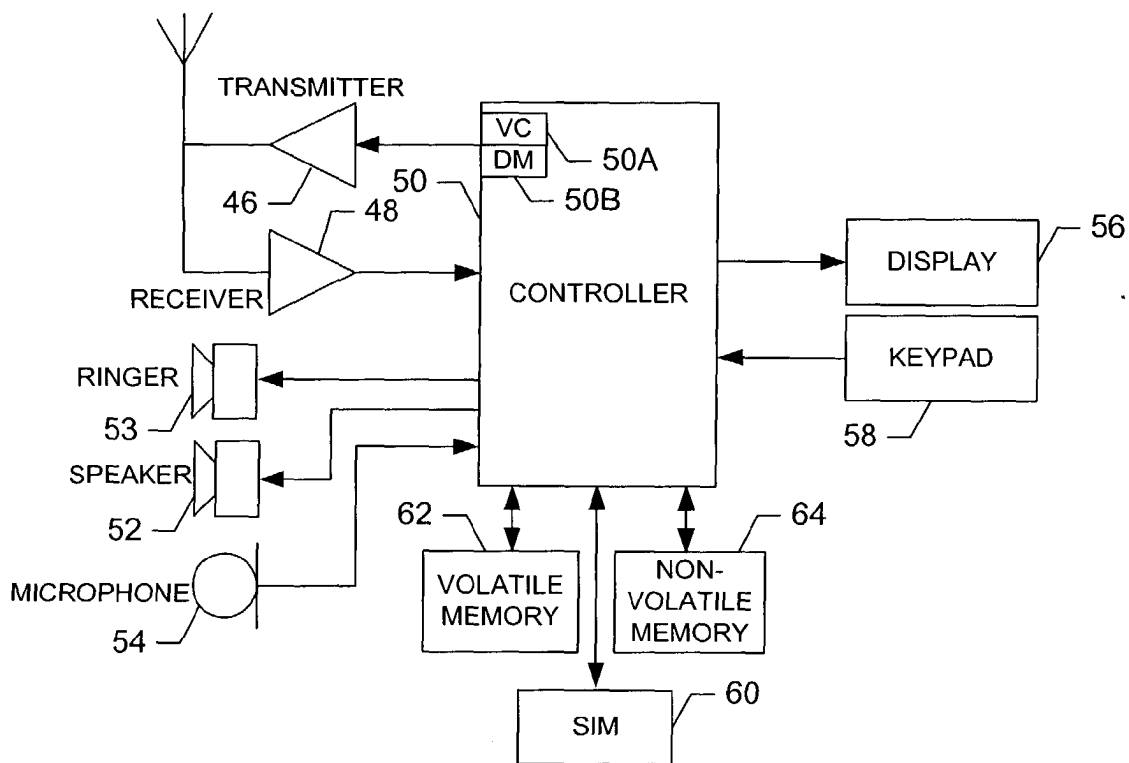 TRANSMITTER
VC
DM
50A
50
50B
46
48
RECEIVER
CONTROLLER
DISPLAY
56
KEYPAD
58
RINGER
53
SPEAKER
52
MICROPHONE
54
62
VOLATILE
MEMORY
64
NON-
VOLATILE
MEMORY
SIM
60